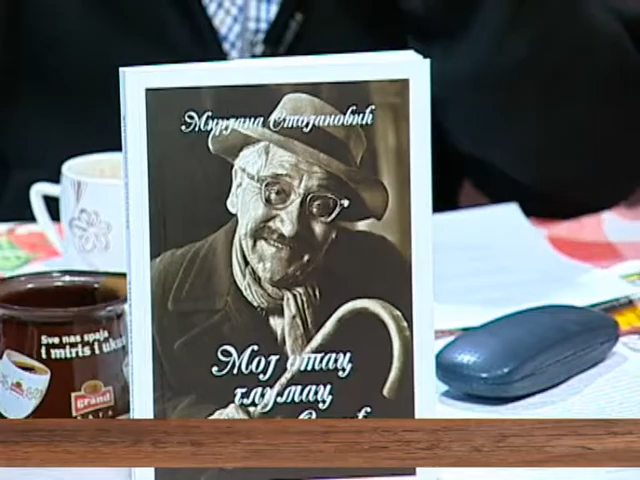 Мирјана Стојановић
Мој отац
глумац
Sve nas spaja
i miris i ukus
grand